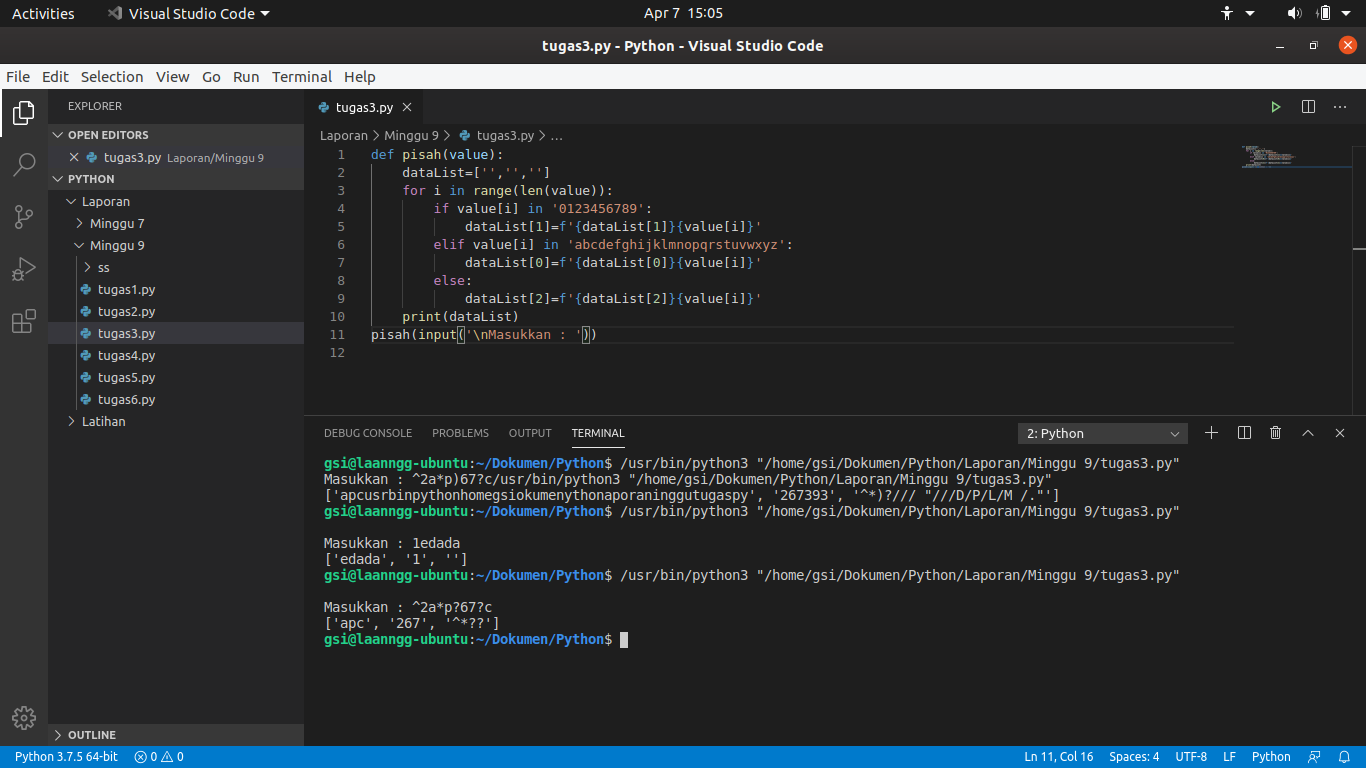 Activities Visual Studio Code Apr 7 15:05
tugas3.py - Python - Visual Studio Code
File Edit Selection View Go Run Terminal Help
EXPLORER
OPEN EDITORS
tugas3.py Laporan/Minggu 9
PYTHON
Laporan
Minggu 7
Minggu 9
ss
tugas1.py
tugas2.py
tugas3.py
tugas4.py
tugas5.py
tugas6.py
Latihan
OUTLINE
tugas3.py
Laporan > Minggu 9 > tugas3.py > ...
1 def pisah(value):
2     dataList=['','','']
3     for i in range(len(value)):
4         if value[i] in '0123456789':
5             dataList[1]=f'{dataList[1]}{value[i]}'
6         elif value[i] in 'abcdefghijklmnopqrstuvwxyz':
7             dataList[0]=f'{dataList[0]}{value[i]}'
8         else:
9             dataList[2]=f'{dataList[2]}{value[i]}'
10     print(dataList)
11 pisah(input('\nMasukkan : '))
12
DEBUG CONSOLE PROBLEMS OUTPUT TERMINAL 2: Python
gsi@laanngg-ubuntu:~/Dokumen/Python$ /usr/bin/python3 "/home/gsi/Dokumen/Python/Laporan/Minggu 9/tugas3.py"
Masukkan : ^2a*p)67?c/usr/bin/python3 "/home/gsi/Dokumen/Python/Laporan/Minggu 9/tugas3.py"
['apcusrbinpythonhomegsiokumenythonaporaninggutugaspy', '267393', '^*)?/// "///D/P/L/M /."']
gsi@laanngg-ubuntu:~/Dokumen/Python$ /usr/bin/python3 "/home/gsi/Dokumen/Python/Laporan/Minggu 9/tugas3.py"
Masukkan : 1edada
['edada', '1', '']
gsi@laanngg-ubuntu:~/Dokumen/Python$ /usr/bin/python3 "/home/gsi/Dokumen/Python/Laporan/Minggu 9/tugas3.py"
Masukkan : ^2a*p?67?c
['apc', '267', '^*??']
gsi@laanngg-ubuntu:~/Dokumen/Python$
Python 3.7.5 64-bit 0 0 Ln 11, Col 16 Spaces: 4 UTF-8 LF Python